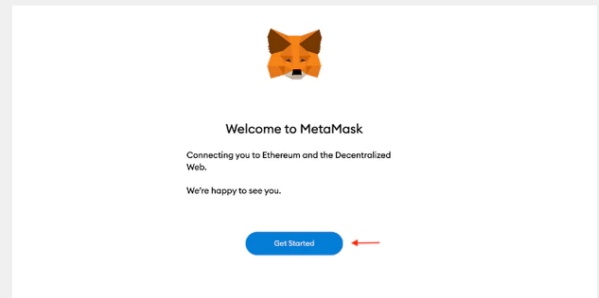 Welcome to MetaMask
Connecting you to Ethereum and the Decentralized
Web.
We're happy to see you.
Get Started